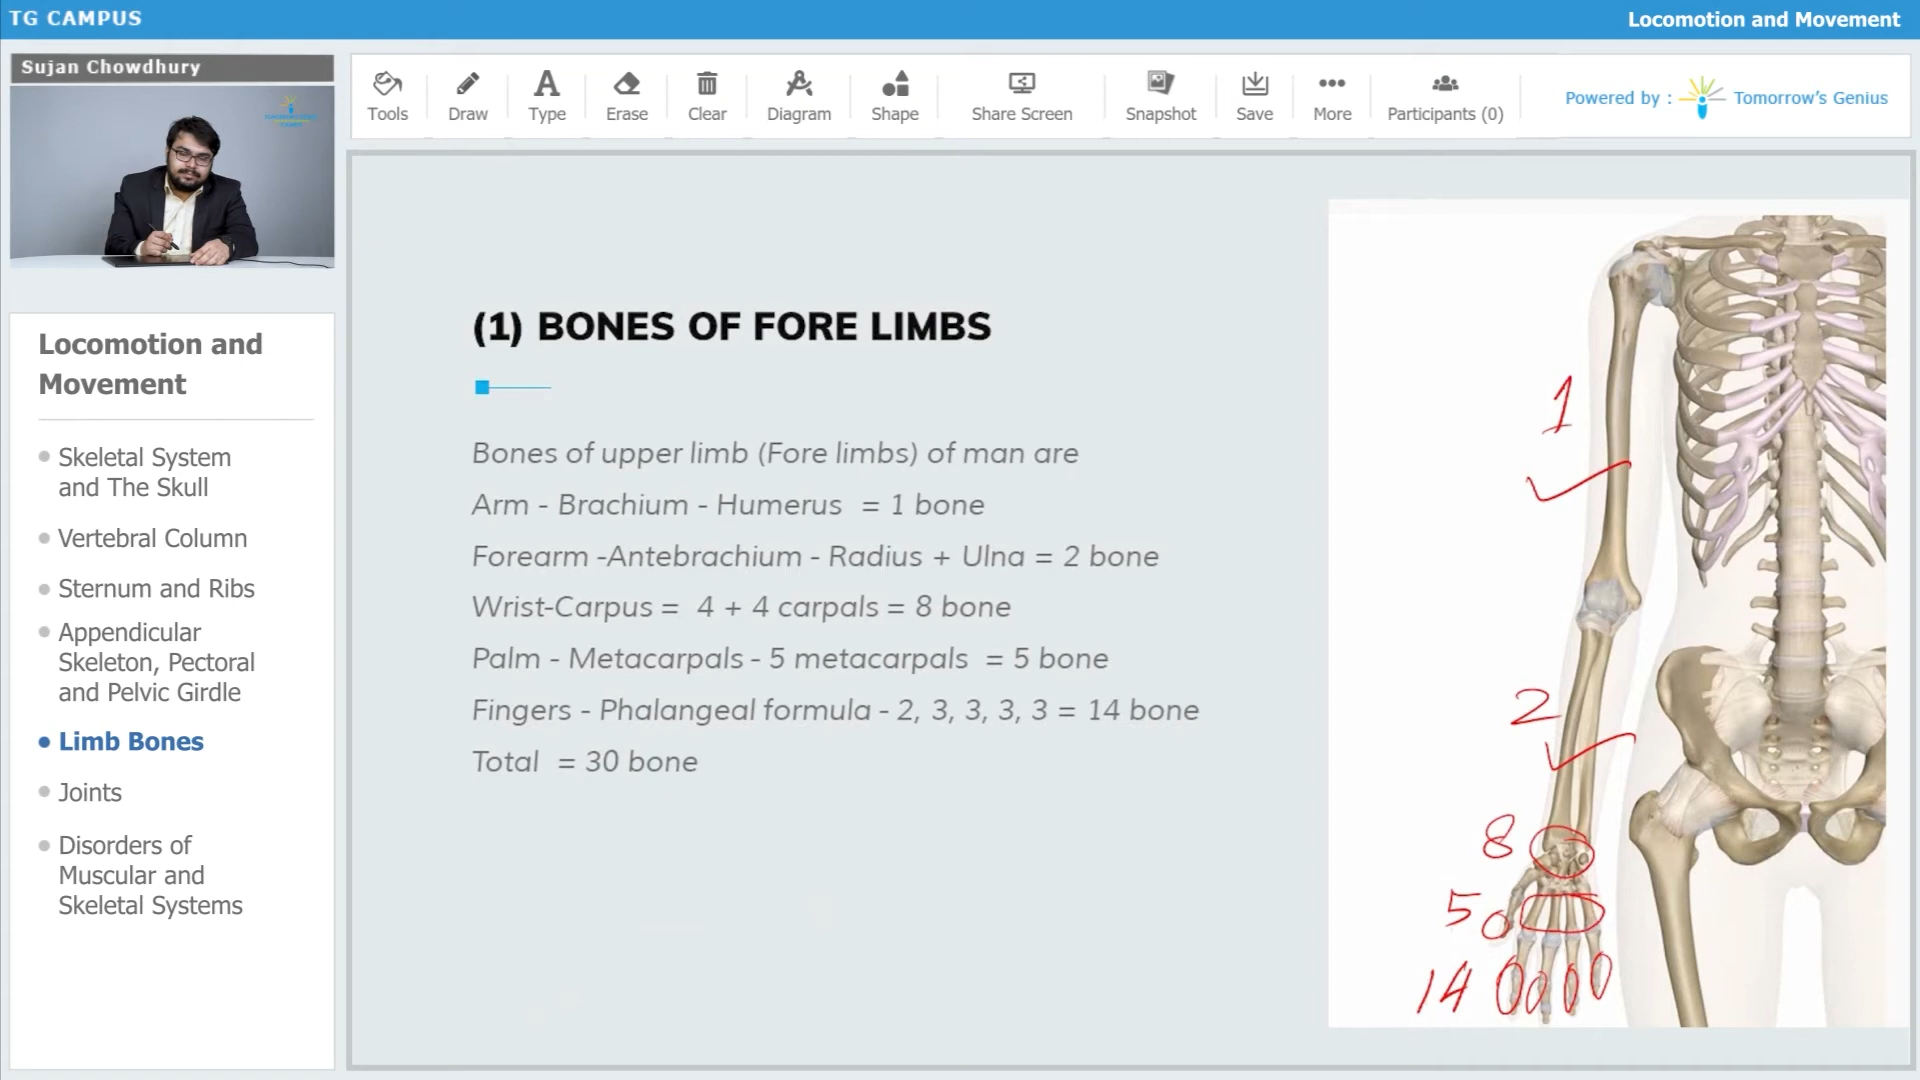 TG CAMPUS
Locomotion and Movement
Sujan Chowdhury
Tools
Draw
Type
Erase
Clear
Diagram
Shape
Share Screen
Snapshot
Save
More
Participants (0)
Powered by :
Tomorrow's Genius
Locomotion and
Movement
Skeletal System
and The Skull
Vertebral Column
Sternum and Ribs
Appendicular
Skeleton, Pectoral
and Pelvic Girdle
Limb Bones
Joints
Disorders of
Muscular and
Skeletal Systems
(1) BONES OF FORE LIMBS
Bones of upper limb (Fore limbs) of man are
Arm - Brachium - Humerus = 1 bone
Forearm -Antebrachium - Radius + Ulna = 2 bone
Wrist-Carpus = 4 + 4 carpals = 8 bone
Palm - Metacarpals - 5 metacarpals = 5 bone
Fingers - Phalangeal formula - 2, 3, 3, 3, 3 = 14 bone
Total = 30 bone
1
2
8
5
14